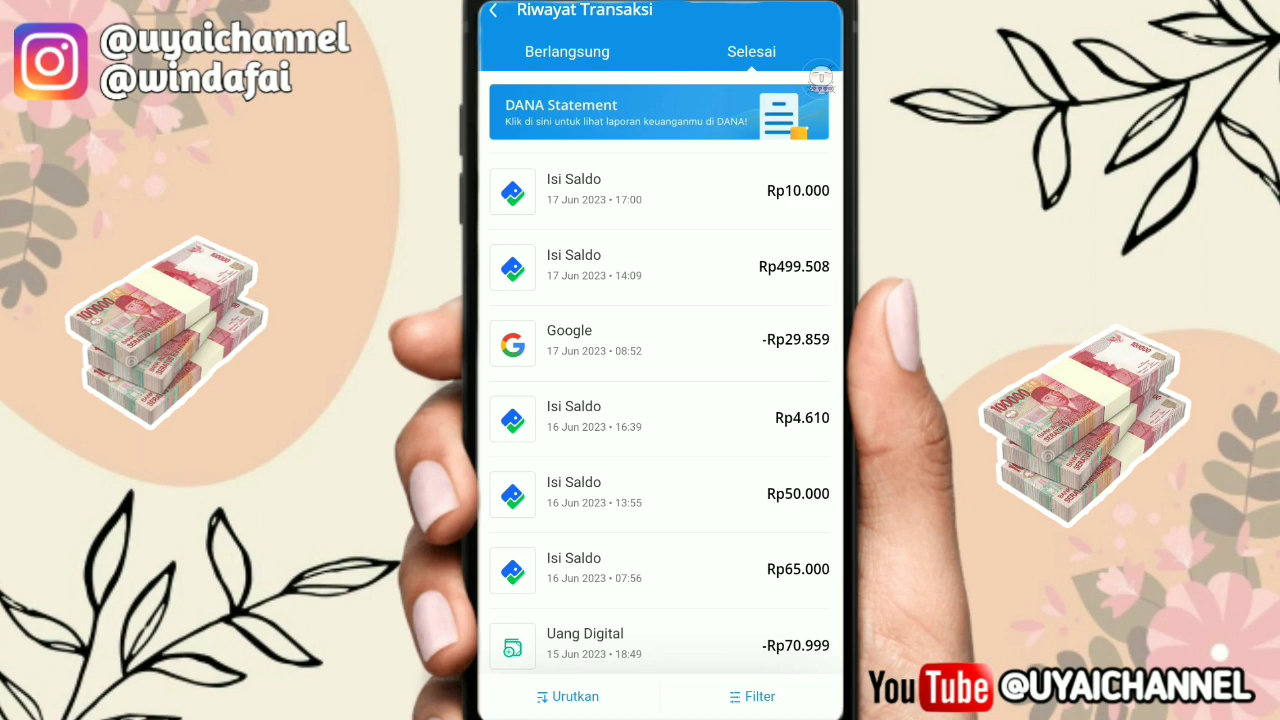 @uyaichannel
@windafai
Riwayat Transaksi
Berlangsung
Selesai
DANA Statement
Klik di sini untuk lihat laporan keuanganmu di DANA!
Isi Saldo
17 Jun 2023 • 17:00
Rp10.000
Isi Saldo
17 Jun 2023 • 14:09
Rp499.508
Google
17 Jun 2023 • 08:52
-Rp29.859
Isi Saldo
16 Jun 2023 • 16:39
Rp4.610
Isi Saldo
16 Jun 2023 • 13:55
Rp50.000
Isi Saldo
16 Jun 2023 • 07:56
Rp65.000
Uang Digital
15 Jun 2023 • 18:49
-Rp70.999
Urutkan
Filter
100000
100000
YouTube @UYAICHANNEL